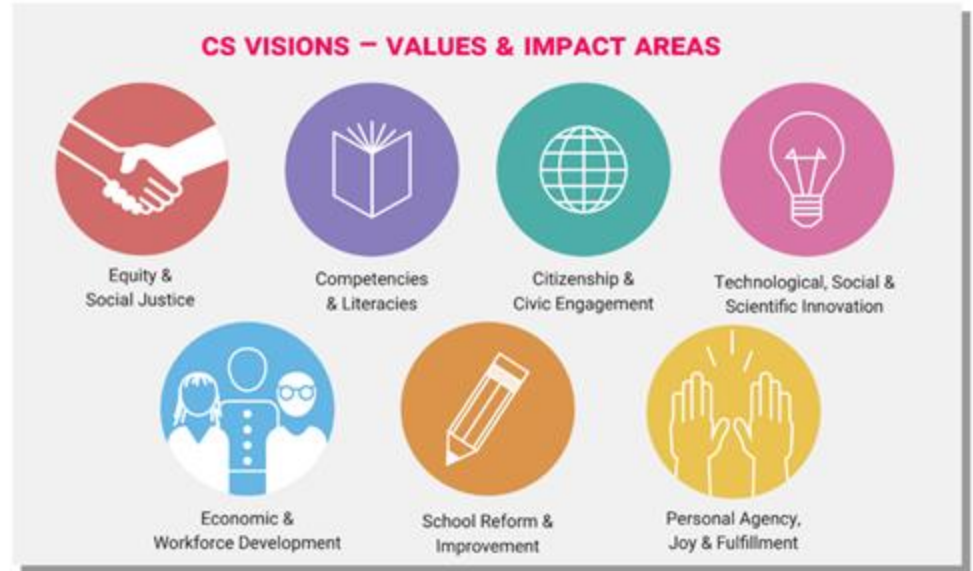 CS VISIONS – VALUES & IMPACT AREAS
Equity &
Social Justice
Competencies
& Literacies
Citizenship &
Civic Engagement
Technological, Social &
Scientific Innovation
Economic &
Workforce Development
School Reform &
Improvement
Personal Agency,
Joy & Fulfillment